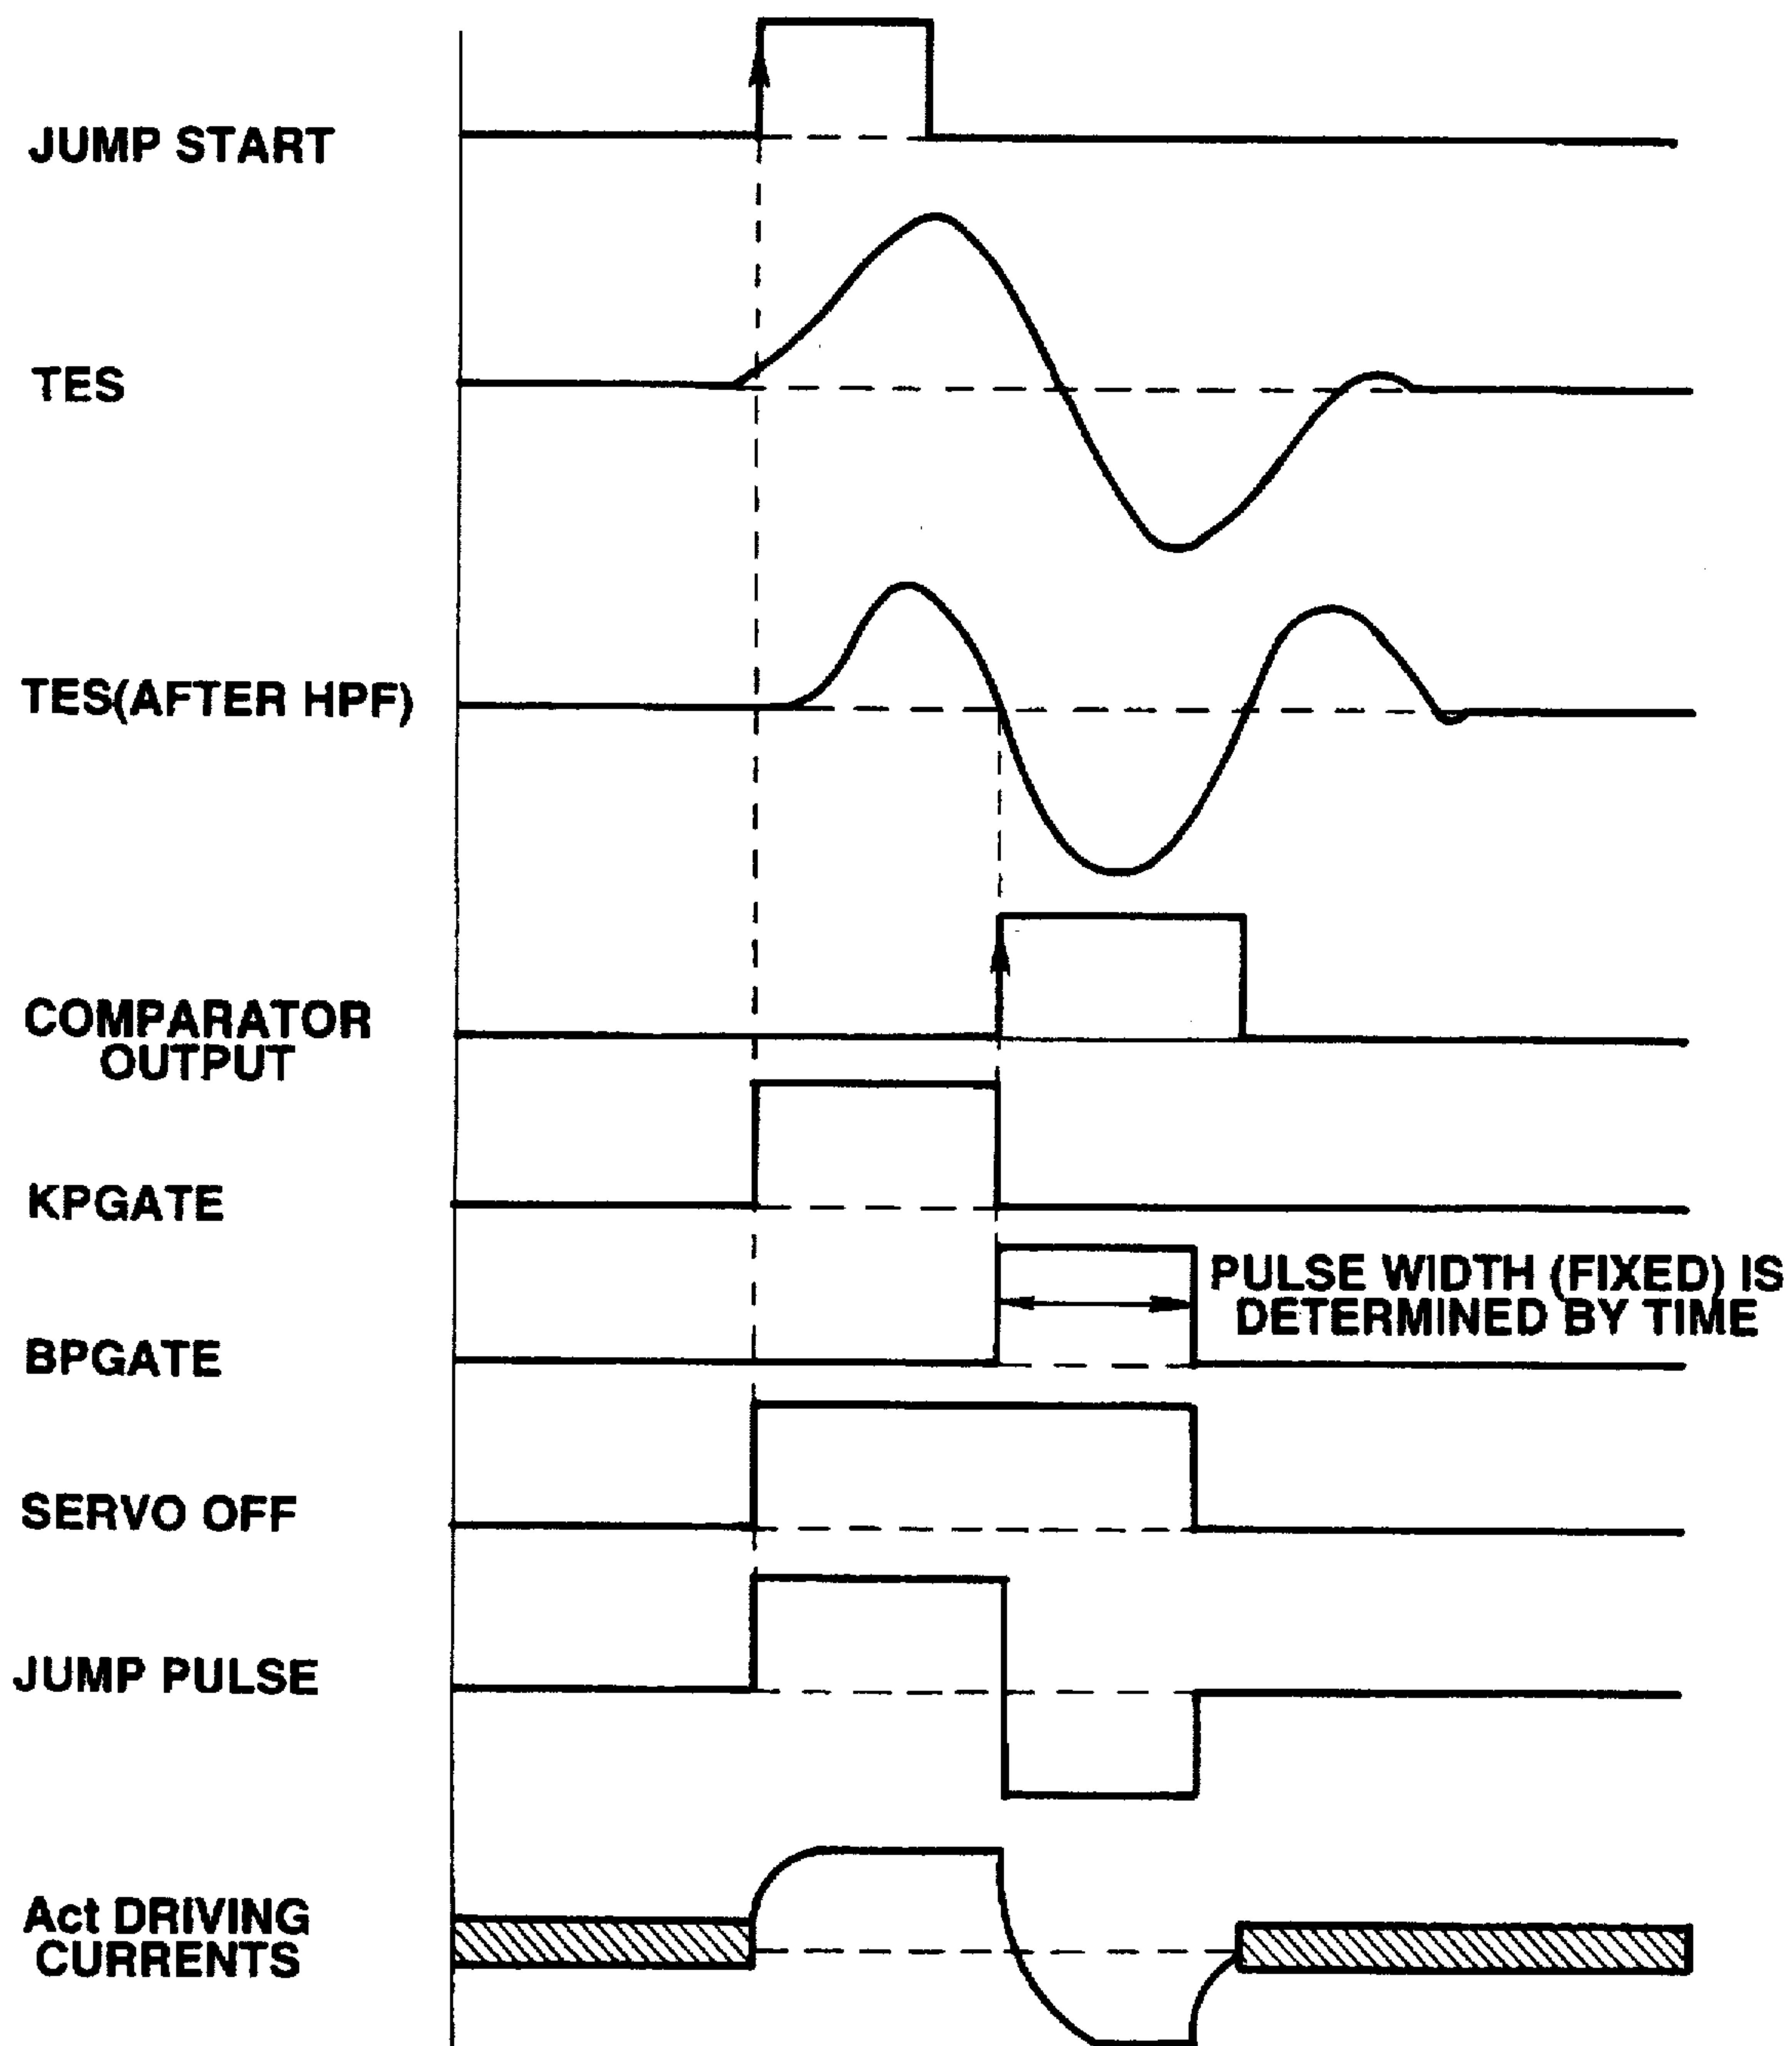 JUMP START
TES
TES(AFTER HPF)
COMPARATOR
OUTPUT
KPGATE
PULSE WIDTH (FIXED) IS
DETERMINED BY TIME
BPGATE
SERVO OFF
JUMP PULSE
Act DRIVING
CURRENTS